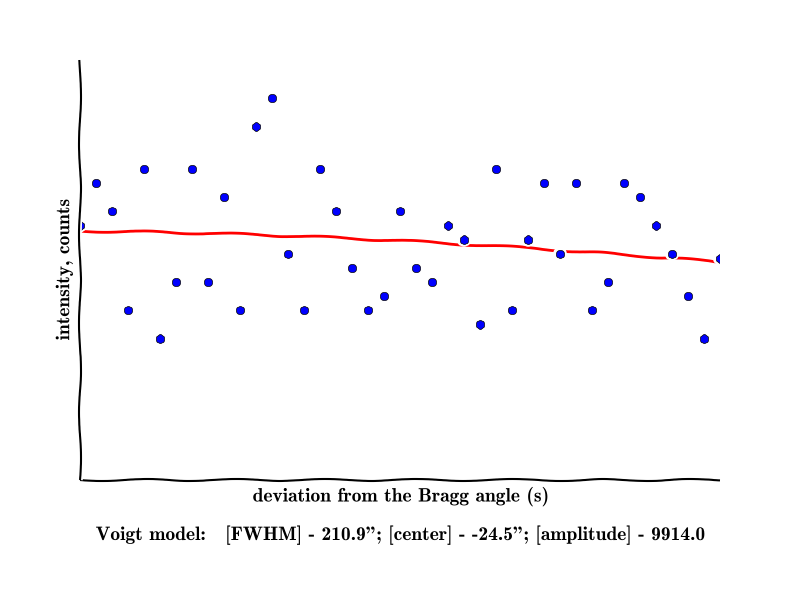 intensity, counts
deviation from the Bragg angle (s)
Voigt model: [FWHM] - 210.9”; [center] - -24.5”; [amplitude] - 9914.0